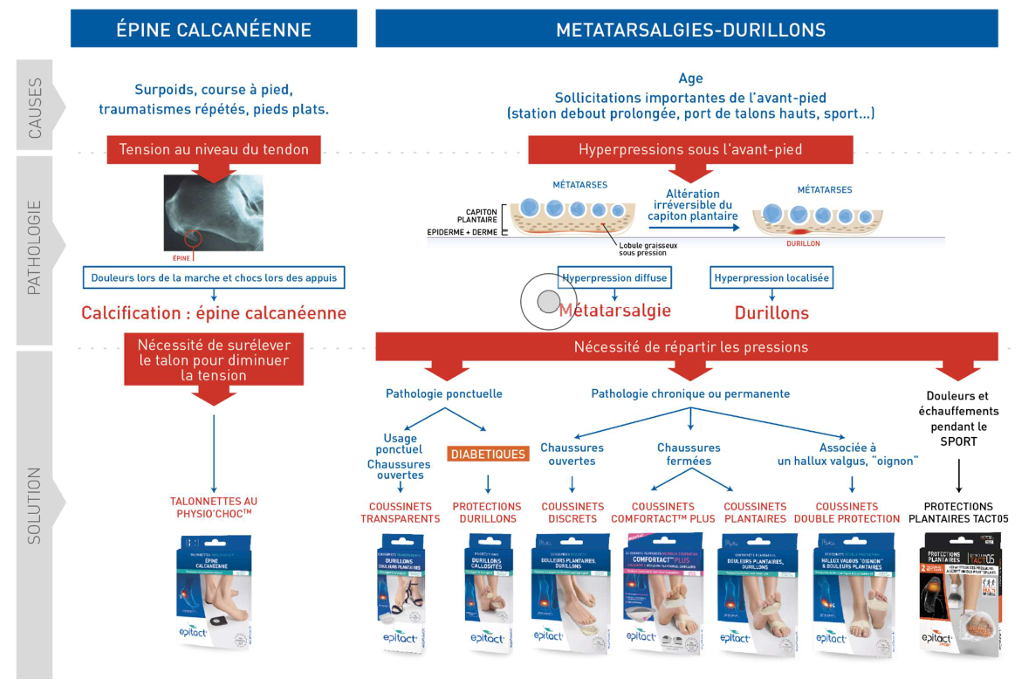 ÉPINE CALCANÉENNE
METATARSALGIES-DURILLONS
CAUSES
Surpoids, course à pied,
traumatismes répétés, pieds plats.
Age
Sollicitations importantes de l'avant-pied
(station debout prolongée, port de talons hauts, sport...)
Tension au niveau du tendon
Hyperpressions sous l'avant-pied
PATHOLOGIE
ÉPINE
MÉTATARSES
CAPITON
PLANTAIRE
EPIDERME + DERME
Lobule graisseux
sous pression
Altération
irréversible du
capiton plantaire
MÉTATARSES
DURILLON
Douleurs lors de la marche et chocs lors des appuis
Hyperpression diffuse
Hyperpression localisée
Calcification : épine calcanéenne
Métatarsalgie
Durillons
SOLUTION
Nécessité de surélever
le talon pour diminuer
la tension
Nécessité de répartir les pressions
Pathologie ponctuelle
Pathologie chronique ou permanente
Douleurs et
échauffements
pendant le
SPORT
Usage
ponctuel
Chaussures
ouvertes
DIABETIQUES
Chaussures
ouvertes
Chaussures
fermées
Associée à
un hallux valgus, "oignon"
TALONNETTES AU
PHYSIO'CHOC™
COUSSINETS
TRANSPARENTS
PROTECTIONS
DURILLONS
COUSSINETS
DISCRETS
COUSSINETS
COMFORTACT™ PLUS
COUSSINETS
PLANTAIRES
COUSSINETS
DOUBLE PROTECTION
PROTECTIONS
PLANTAIRES TACT05
ÉPINE
CALCANÉENNE
epitact
DURILLONS
DOULEURS PLANTAIRES
epitact
PROTECTIONS
DURILLONS
CALLOSITÉS
epitact
DOULEURS PLANTAIRES,
DURILLONS
epitact
COMFORTACT PLUS
epitact
DOULEURS PLANTAIRES,
DURILLONS
epitact
HALLUX VALGUS "OIGNON"
& DOULEURS PLANTAIRES
epitact
PROTECTIONS
PLANTAIRES
TACT05
2
epitact
SPORT